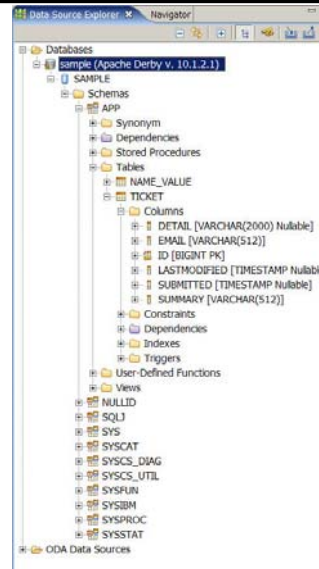 Data Source Explorer
Navigator
Databases
sample (Apache Derby v. 10.1.2.1)
SAMPLE
Schemas
APP
Synonym
Dependencies
Stored Procedures
Tables
NAME_VALUE
TICKET
Columns
DETAIL [VARCHAR(2000) Nullable]
EMAIL [VARCHAR(512)]
ID [BIGINT PK]
LASTMODIFIED [TIMESTAMP Nullabl
SUBMITTED [TIMESTAMP Nullable]
SUMMARY [VARCHAR(512)]
Constraints
Dependencies
Indexes
Triggers
User-Defined Functions
Views
NULLID
SQLJ
SYS
SYSCAT
SYSCS_DIAG
SYSCS_UTIL
SYSFUN
SYSIBM
SYSPROC
SYSSTAT
ODA Data Sources